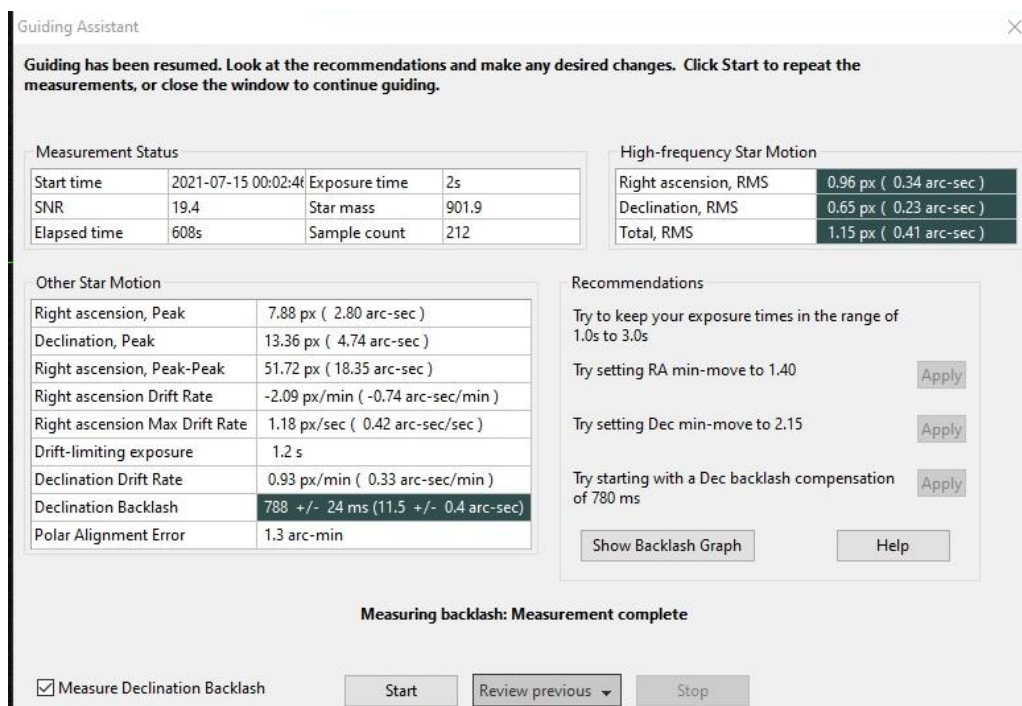 Guiding Assistant
Guiding has been resumed. Look at the recommendations and make any desired changes. Click Start to repeat the
measurements, or close the window to continue guiding.
Measurement Status
Start time 2021-07-15 00:02:46 Exposure time 2s
SNR 19.4 Star mass 901.9
Elapsed time 608s Sample count 212
High-frequency Star Motion
Right ascension, RMS 0.96 px ( 0.34 arc-sec )
Declination, RMS 0.65 px ( 0.23 arc-sec )
Total, RMS 1.15 px ( 0.41 arc-sec )
Other Star Motion
Right ascension, Peak 7.88 px ( 2.80 arc-sec )
Declination, Peak 13.36 px ( 4.74 arc-sec )
Right ascension, Peak-Peak 51.72 px ( 18.35 arc-sec )
Right ascension Drift Rate -2.09 px/min ( -0.74 arc-sec/min )
Right ascension Max Drift Rate 1.18 px/sec ( 0.42 arc-sec/sec )
Drift-limiting exposure 1.2 s
Declination Drift Rate 0.93 px/min ( 0.33 arc-sec/min )
Declination Backlash 788 +/- 24 ms (11.5 +/- 0.4 arc-sec)
Polar Alignment Error 1.3 arc-min
Recommendations
Try to keep your exposure times in the range of
1.0s to 3.0s
Try setting RA min-move to 1.40 Apply
Try setting Dec min-move to 2.15 Apply
Try starting with a Dec backlash compensation
of 780 ms Apply
Show Backlash Graph Help
Measuring backlash: Measurement complete
Measure Declination Backlash Start Review previous Stop